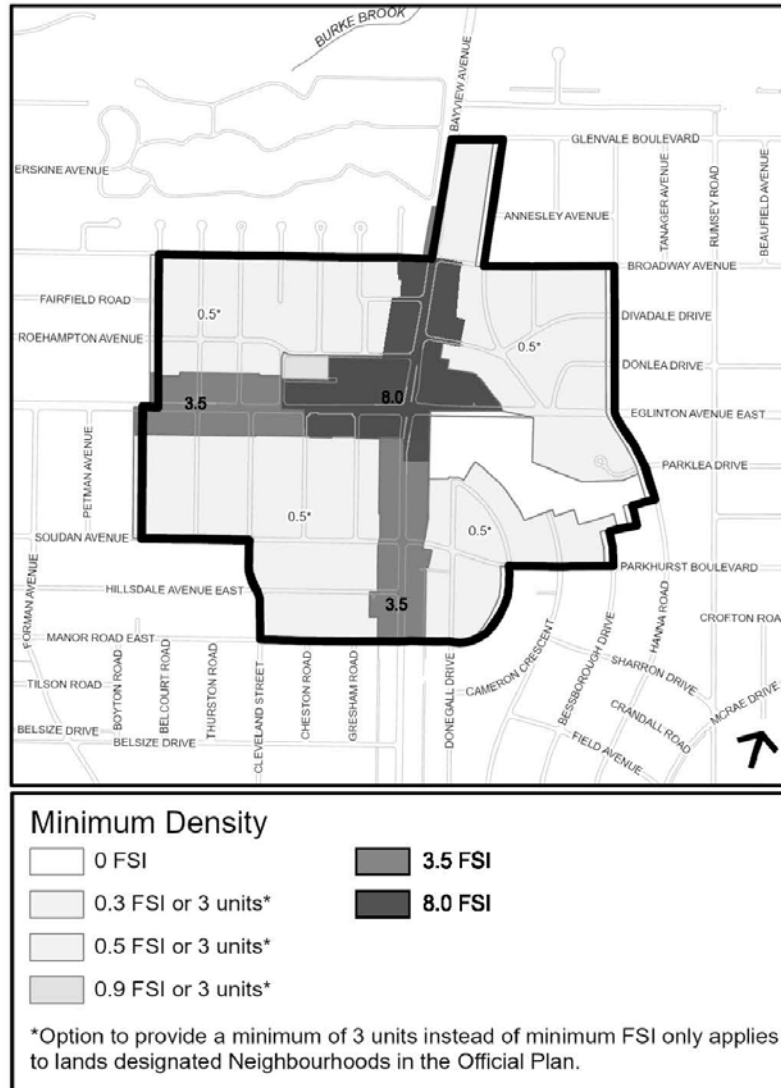 BURKE BROOK
BAYVIEW AVENUE
GLENVALE BOULEVARD
ERSKINE AVENUE
ANNESLEY AVENUE
TANAGER AVENUE
RUMSEY ROAD
BEAUFIELD AVENUE
BROADWAY AVENUE
FAIRFIELD ROAD
0.5*
DIVADALE DRIVE
ROEHAMPTON AVENUE
0.5*
DONLEA DRIVE
3.5
8.0
EGLINTON AVENUE EAST
PETMAN AVENUE
PARKLEA DRIVE
0.5*
0.5*
SOUDAN AVENUE
PARKHURST BOULEVARD
FORMAN AVENUE
HILLSDALE AVENUE EAST
3.5
HANNA ROAD
CROFTON ROA
MANOR ROAD EAST
TILSON ROAD
BOYTON ROAD
BELCOURT ROAD
THURSTON ROAD
CLEVELAND STREET
CHESTON ROAD
GRESHAM ROAD
DONEGALL DRIVE
CAMERON CRESCENT
BESSBOROUGH DRIVE
SHARRON DRIVE
MCRAE DRIVE
CRANDALL ROAD
BELSIZE DRIVE
BELSIZE DRIVE
FIELD AVENUE
Minimum Density
0 FSI
3.5 FSI
0.3 FSI or 3 units*
8.0 FSI
0.5 FSI or 3 units*
0.9 FSI or 3 units*
*Option to provide a minimum of 3 units instead of minimum FSI only applies
to lands designated Neighbourhoods in the Official Plan.